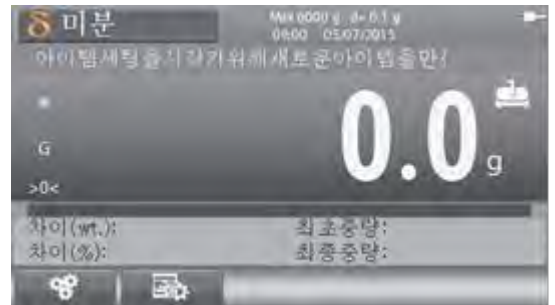 δ 미분
Max 6000 g d= 0.1 g
09:00 05/07/2015
아이템세팅을시작키위해새로운아이템을만
G
0.0 g
>0<
차이(wt.): 최초중량:
차이(%): 최종중량: